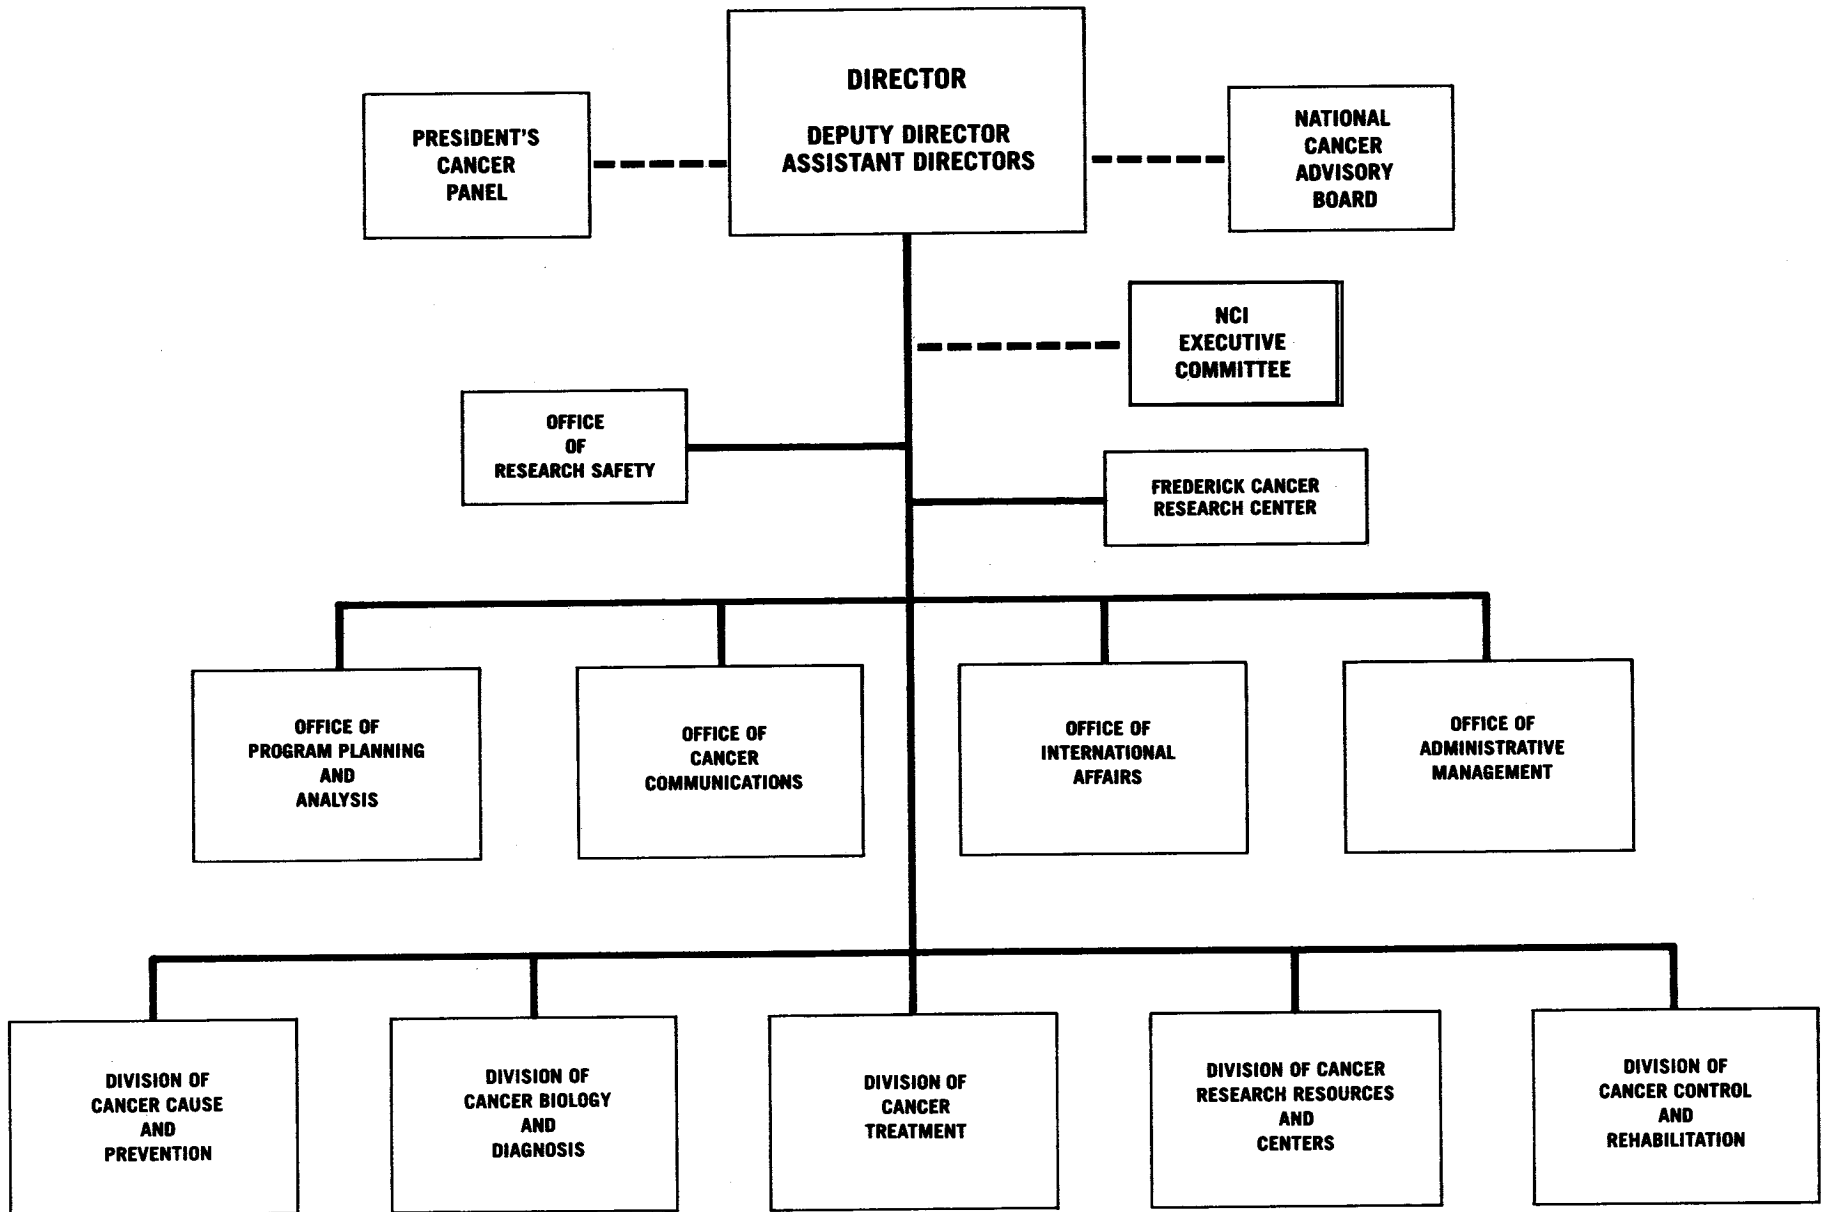 DIRECTOR
DEPUTY DIRECTOR
ASSISTANT DIRECTORS
PRESIDENT'S
CANCER
PANEL
NATIONAL
CANCER
ADVISORY
BOARD
NCI
EXECUTIVE
COMMITTEE
OFFICE
OF
RESEARCH SAFETY
FREDERICK CANCER
RESEARCH CENTER
OFFICE OF
PROGRAM PLANNING
AND
ANALYSIS
OFFICE OF
CANCER
COMMUNICATIONS
OFFICE OF
INTERNATIONAL
AFFAIRS
OFFICE OF
ADMINISTRATIVE
MANAGEMENT
DIVISION OF
CANCER CAUSE
AND
PREVENTION
DIVISION OF
CANCER BIOLOGY
AND
DIAGNOSIS
DIVISION OF
CANCER
TREATMENT
DIVISION OF CANCER
RESEARCH RESOURCES
AND
CENTERS
DIVISION OF
CANCER CONTROL
AND
REHABILITATION